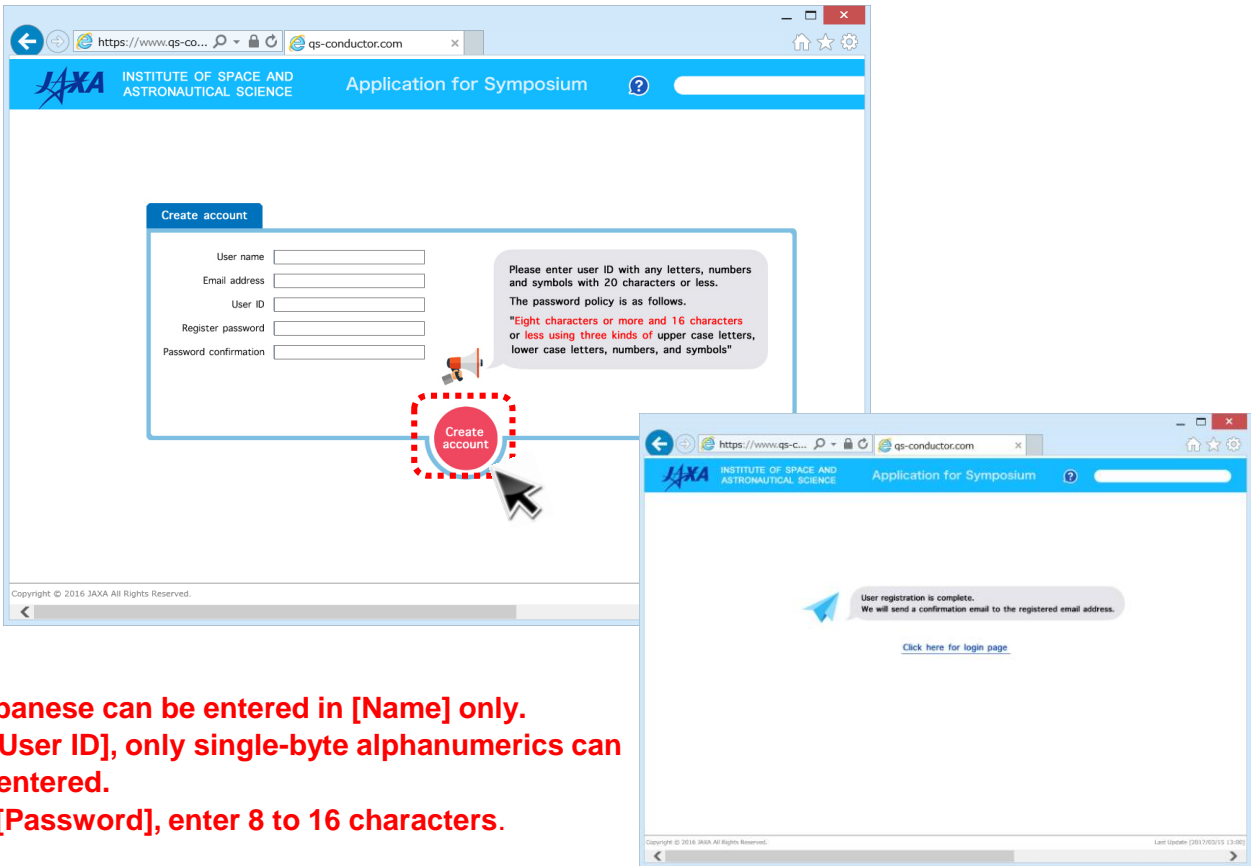 https://www.qs-co...
qs-conductor.com
JAXA
INSTITUTE OF SPACE AND
ASTRONAUTICAL SCIENCE
Application for Symposium
?
Create account
User name
Email address
User ID
Register password
Password confirmation
Please enter user ID with any letters, numbers
and symbols with 20 characters or less.
The password policy is as follows.
"Eight characters or more and 16 characters
or less using three kinds of upper case letters,
lower case letters, numbers, and symbols"
Create
account
Copyright © 2016 JAXA All Rights Reserved.
https://www.qs-c...
qs-conductor.com
JAXA
INSTITUTE OF SPACE AND
ASTRONAUTICAL SCIENCE
Application for Symposium
?
User registration is complete.
We will send a confirmation email to the registered email address.
Click here for login page
Copyright © 2016 JAXA All Rights Reserved.
Last Update [2017/03/15 13:00]
panese can be entered in [Name] only.
[User ID], only single-byte alphanumerics can
entered.
[Password], enter 8 to 16 characters.